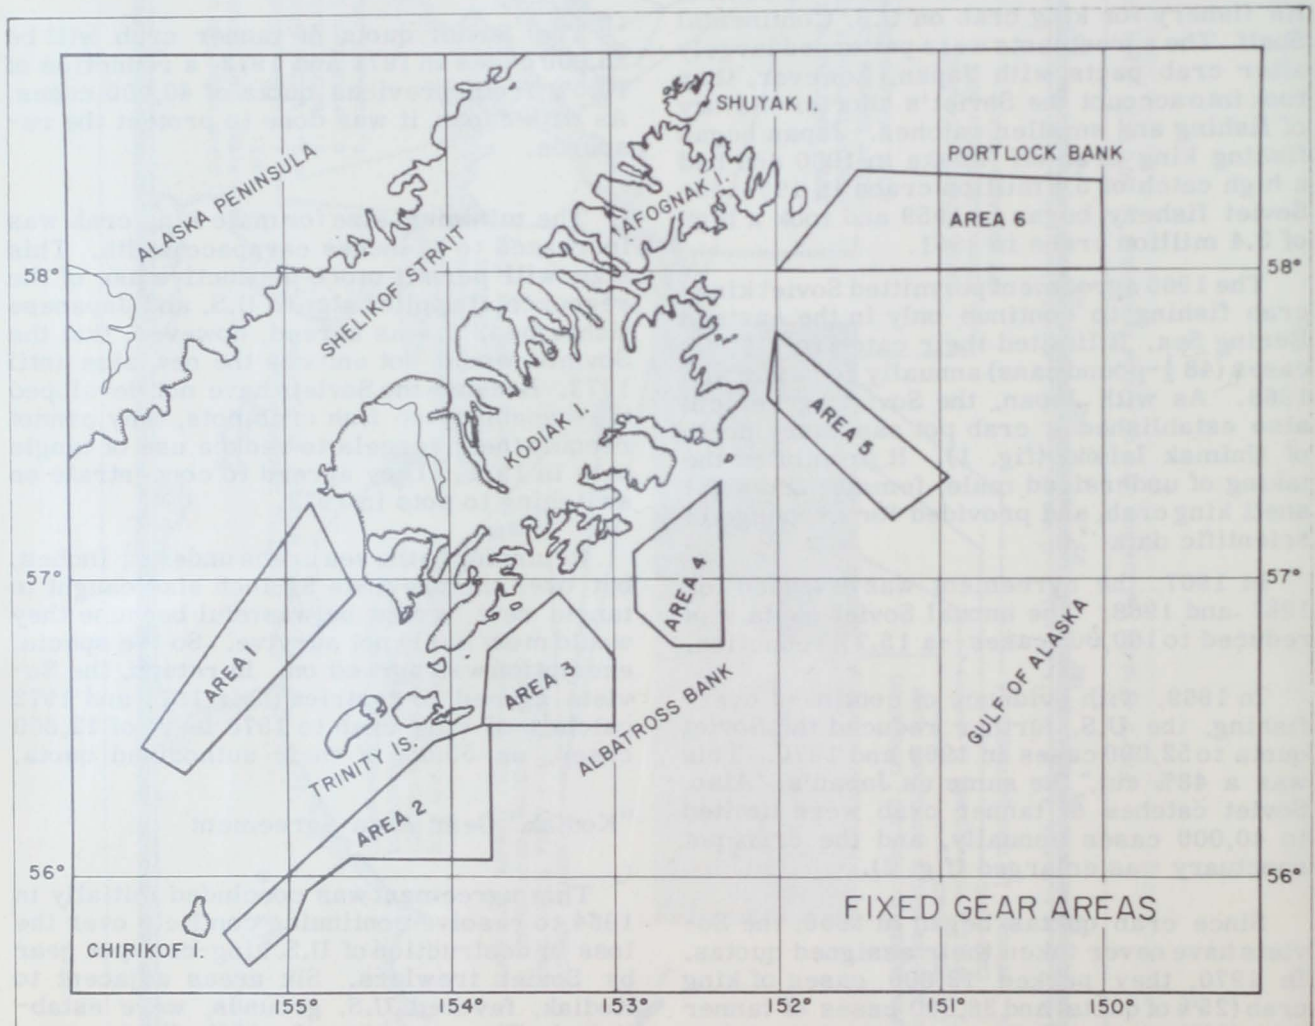 SHUYAK I.
PORTLOCK BANK
ALASKA PENINSULA
AFOGNAK I.
AREA 6
SHELIKOF STRAIT
58°
58°
KODIAK I.
AREA 5
57°
57°
AREA 4
AREA 1
AREA 3
GULF OF ALASKA
ALBATROSS BANK
TRINITY IS.
AREA 2
56°
56°
FIXED GEAR AREAS
CHIRIKOF I.
155°
154°
153°
152°
151°
150°